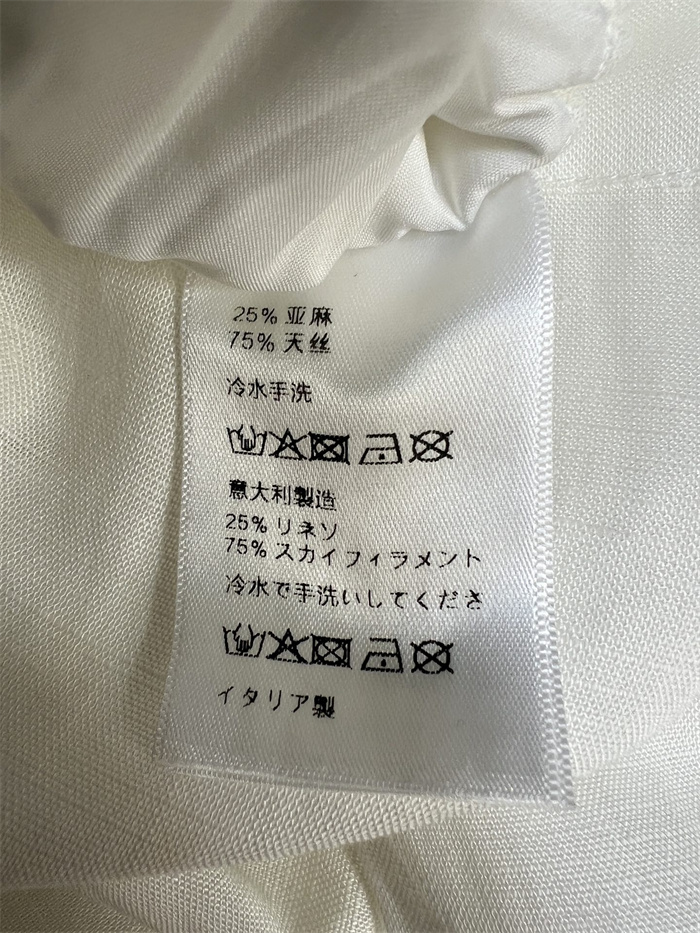 25% 亚麻
75% 天丝
冷水手洗
意大利製造
25% リネソ
75% スカイフィラメント
冷水で手洗いしてくださ
イタリア製